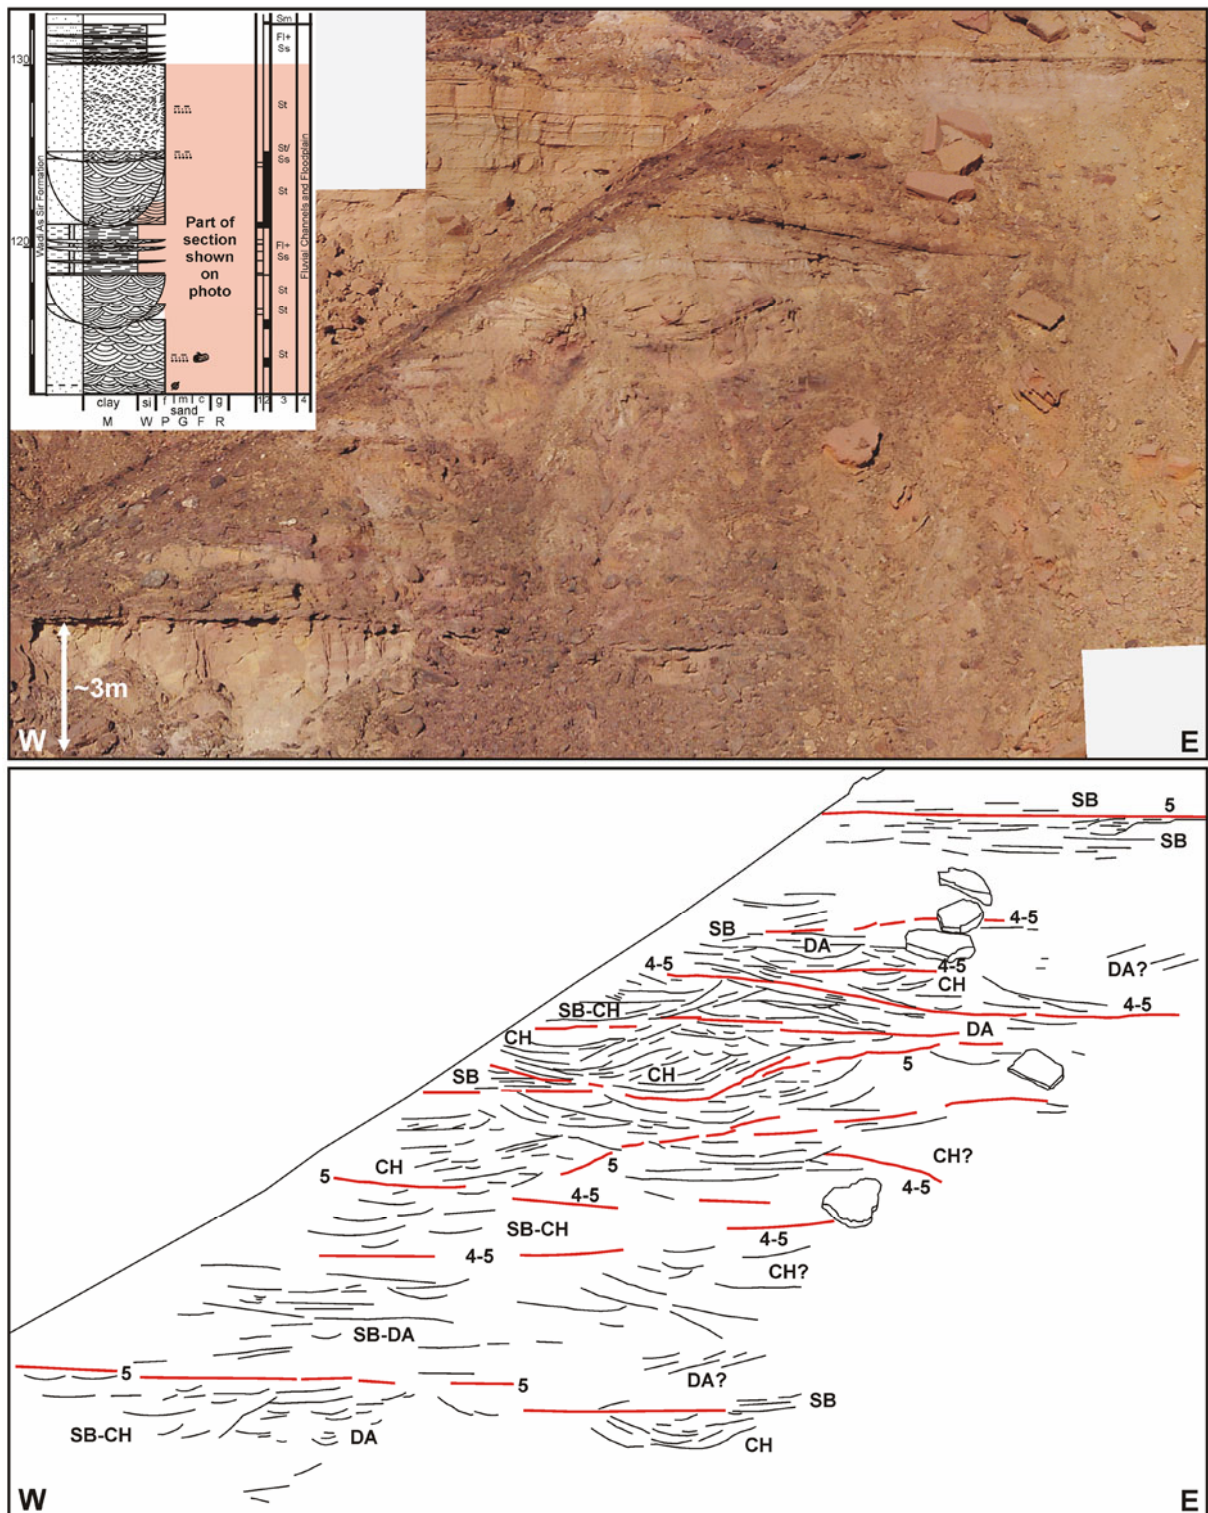 Sm
130
Fl+
Ss
St
St/
Ss
St
Wadi As Sir Formation
Fluvial Channels and Floodplain
Part of
section
shown
on
photo
120
Fl+
Ss
St
St
St
clay si f m c g 1 2 3 4
sand
M W P G F R
~3m
W E
SB 5
SB
4-5
SB DA
4-5 4-5 DA?
CH
SB-CH 4-5
CH DA
5
SB CH
CH CH?
5 5
4-5 4-5
SB-CH
4-5 4-5
CH?
SB-DA
5 DA?
5
SB
SB-CH DA CH
W E